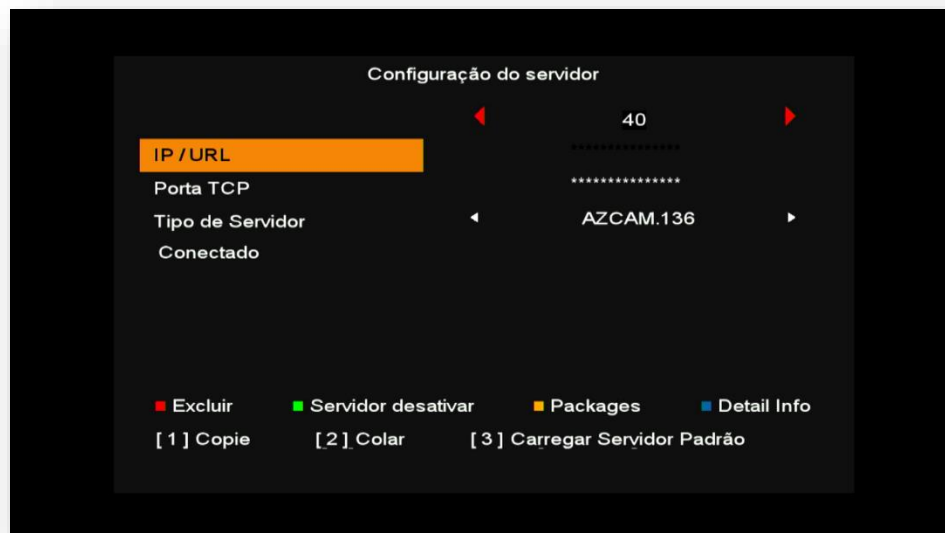 Configuração do servidor
40
IP / URL ***************
Porta TCP ***************
Tipo de Servidor AZCAM.136
Conectado
Excluir Servidor desativar Packages Detail Info
[ 1 ] Copie [ 2 ] Colar [ 3 ] Carregar Servidor Padrão